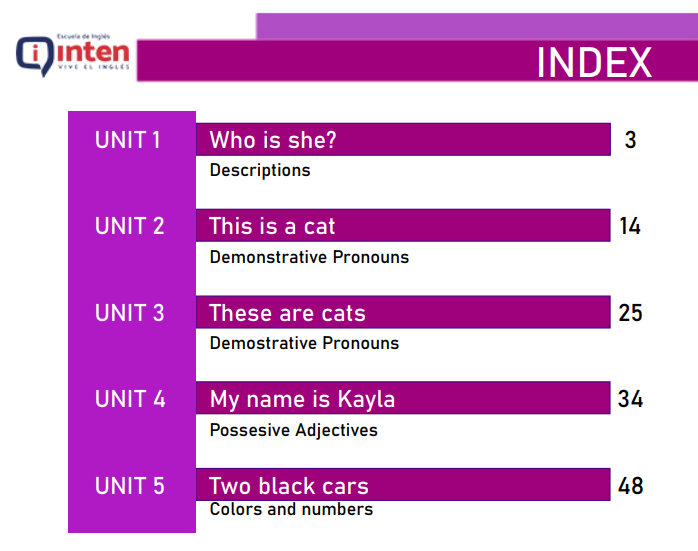 Escuela de Inglés
inten
VIVE EL INGLÉS
INDEX
UNIT 1 Who is she? 3
Descriptions
UNIT 2 This is a cat 14
Demonstrative Pronouns
UNIT 3 These are cats 25
Demostrative Pronouns
UNIT 4 My name is Kayla 34
Possesive Adjectives
UNIT 5 Two black cars 48
Colors and numbers